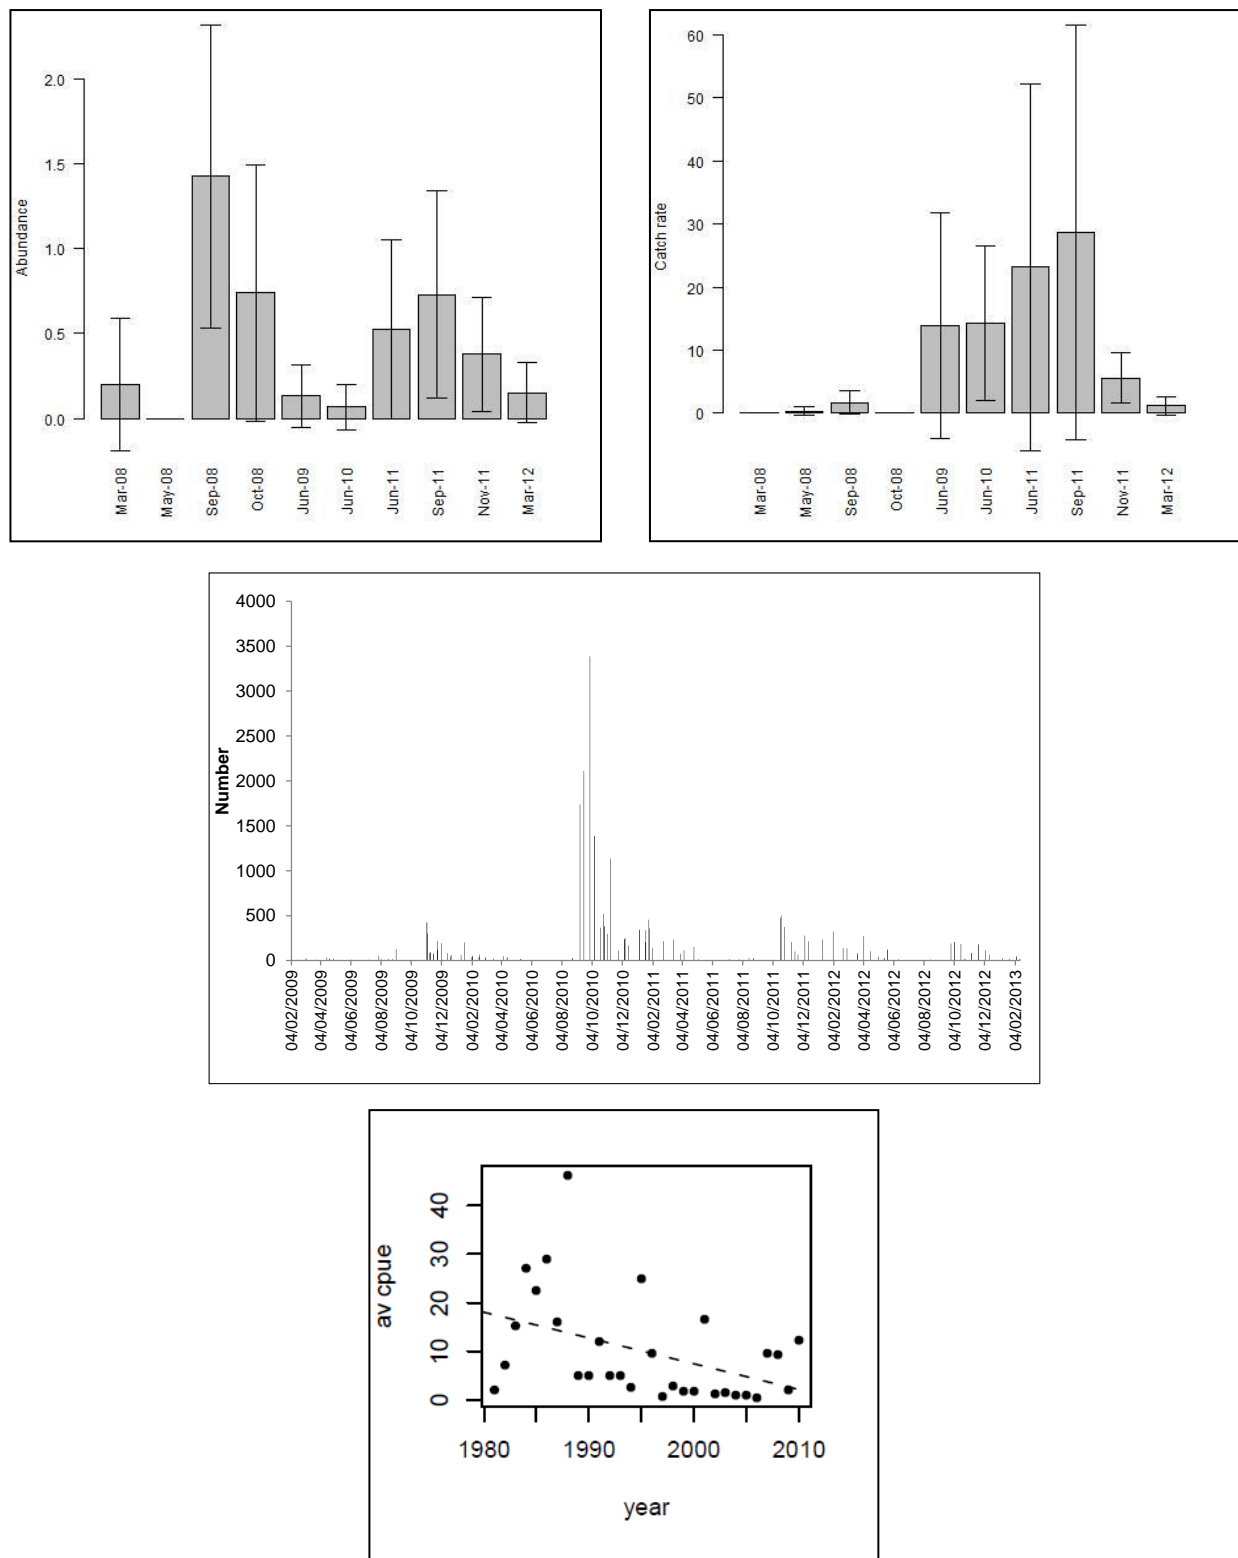 2.0
1.5
1.0
0.5
0.0
Abundance
Mar-08
May-08
Sep-08
Oct-08
Jun-09
Jun-10
Jun-11
Sep-11
Nov-11
Mar-12
60
50
40
30
20
10
0
Catch rate
Mar-08
May-08
Sep-08
Oct-08
Jun-09
Jun-10
Jun-11
Sep-11
Nov-11
Mar-12
4000
3500
3000
2500
2000
1500
1000
500
0
Number
04/02/2009
04/04/2009
04/06/2009
04/08/2009
04/10/2009
04/12/2009
04/02/2010
04/04/2010
04/06/2010
04/08/2010
04/10/2010
04/12/2010
04/02/2011
04/04/2011
04/06/2011
04/08/2011
04/10/2011
04/12/2011
04/02/2012
04/04/2012
04/06/2012
04/08/2012
04/10/2012
04/12/2012
04/02/2013
40
30
20
10
0
av cpue
1980 1990 2000 2010
year